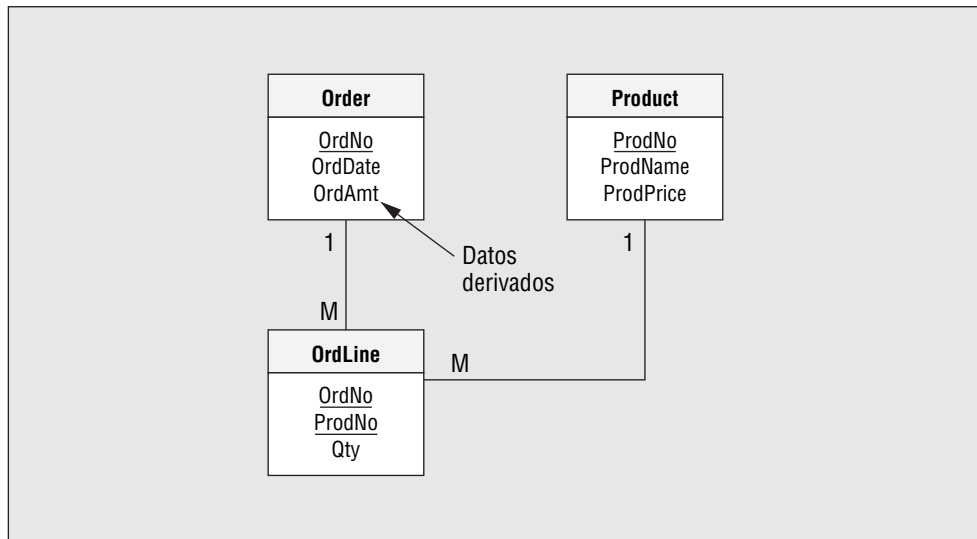 Order
OrdNo
OrdDate
OrdAmt
Product
ProdNo
ProdName
ProdPrice
1
1
Datos
derivados
M
OrdLine
OrdNo
ProdNo
Qty
M